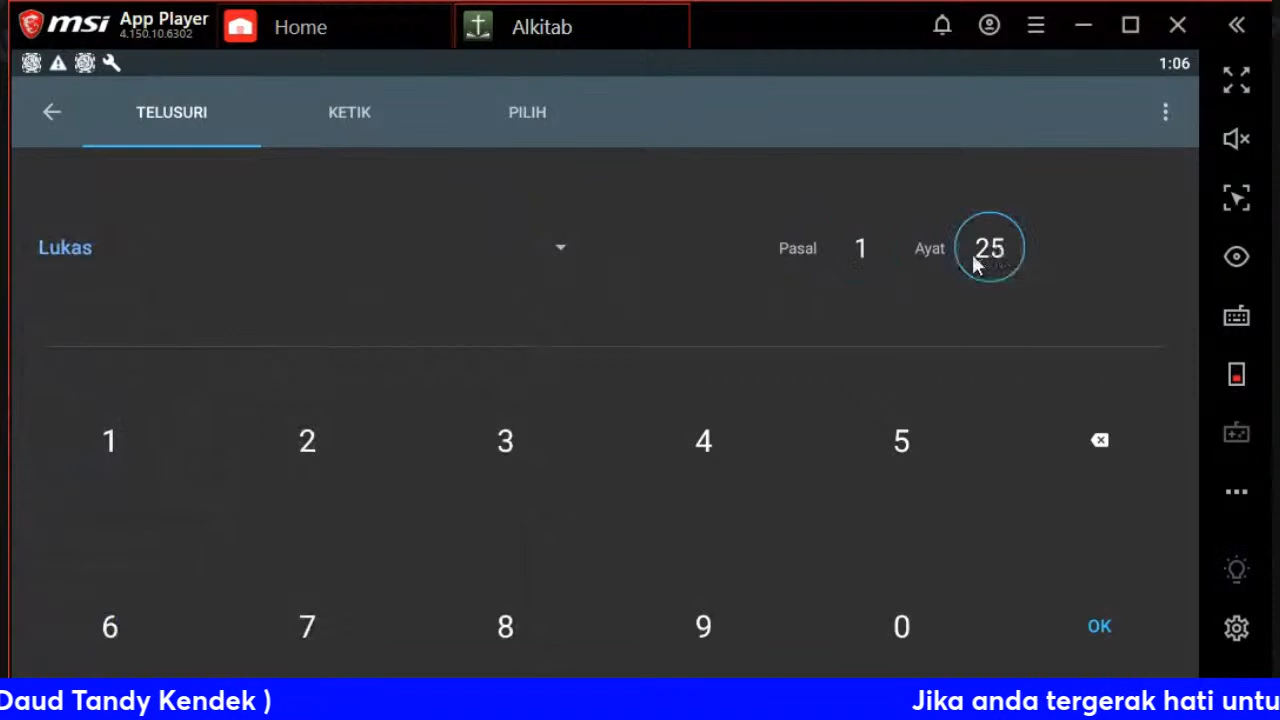 msi App Player
4.150.10.6302
Home
Alkitab
1:06
TELUSURI
KETIK
PILIH
Lukas
Pasal 1 Ayat 25
1 2 3 4 5
6 7 8 9 0 OK
Daud Tandy Kendek )
Jika anda tergerak hati untu